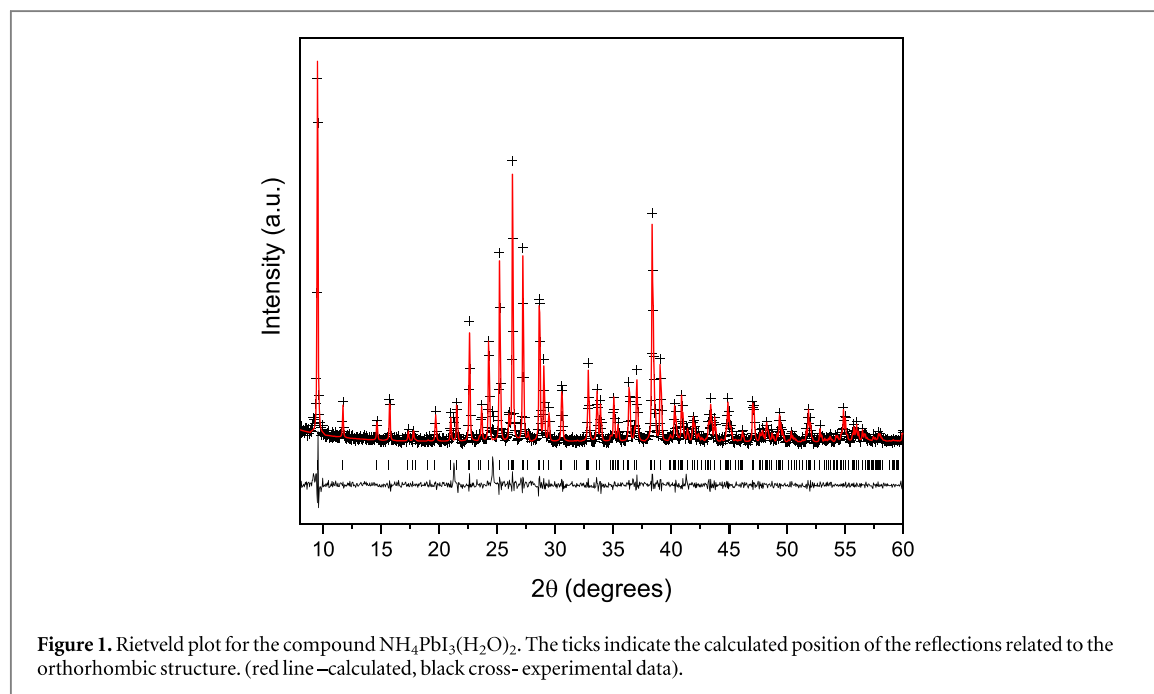 Intensity (a.u.)
10 15 20 25 30 35 40 45 50 55 60
2θ (degrees)
Figure 1. Rietveld plot for the compound NH₄PbI₃(H₂O)₂. The ticks indicate the calculated position of the reflections related to the
orthorhombic structure. (red line –calculated, black cross- experimental data).